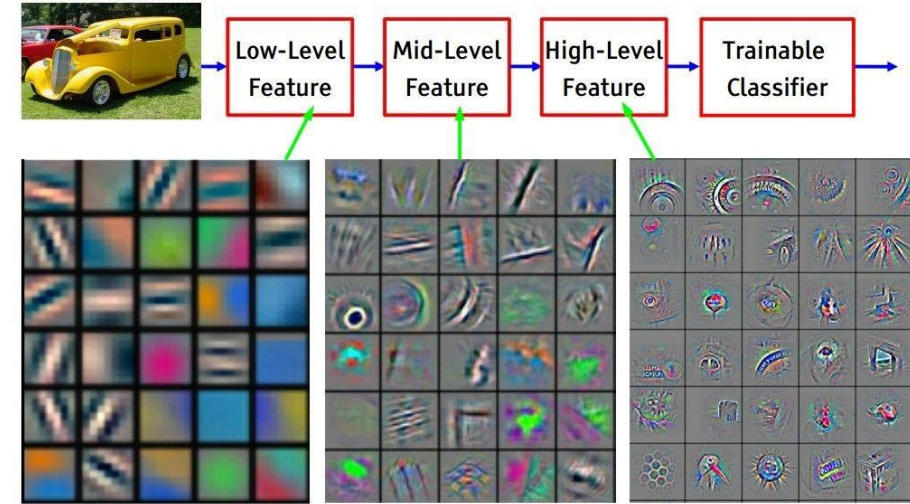 Low-Level
Feature
Mid-Level
Feature
High-Level
Feature
Trainable
Classifier